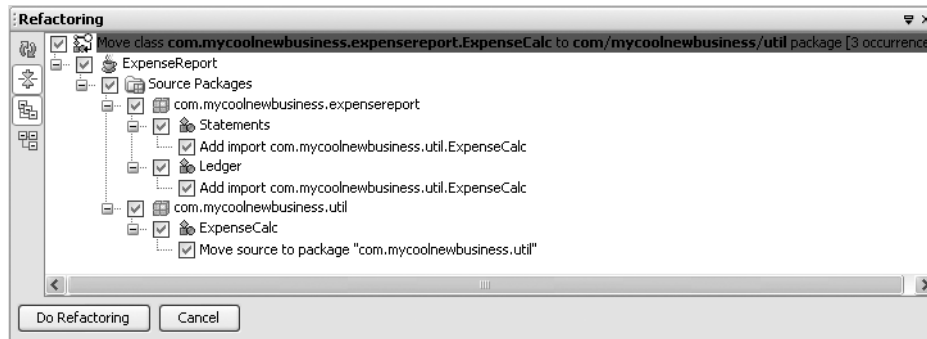 Refactoring
Move class com.mycoolnewbusiness.expensereport.ExpenseCalc to com/mycoolnewbusiness/util package [3 occurrence
ExpenseReport
Source Packages
com.mycoolnewbusiness.expensereport
Statements
Add import com.mycoolnewbusiness.util.ExpenseCalc
Ledger
Add import com.mycoolnewbusiness.util.ExpenseCalc
com.mycoolnewbusiness.util
ExpenseCalc
Move source to package "com.mycoolnewbusiness.util"
Do Refactoring Cancel